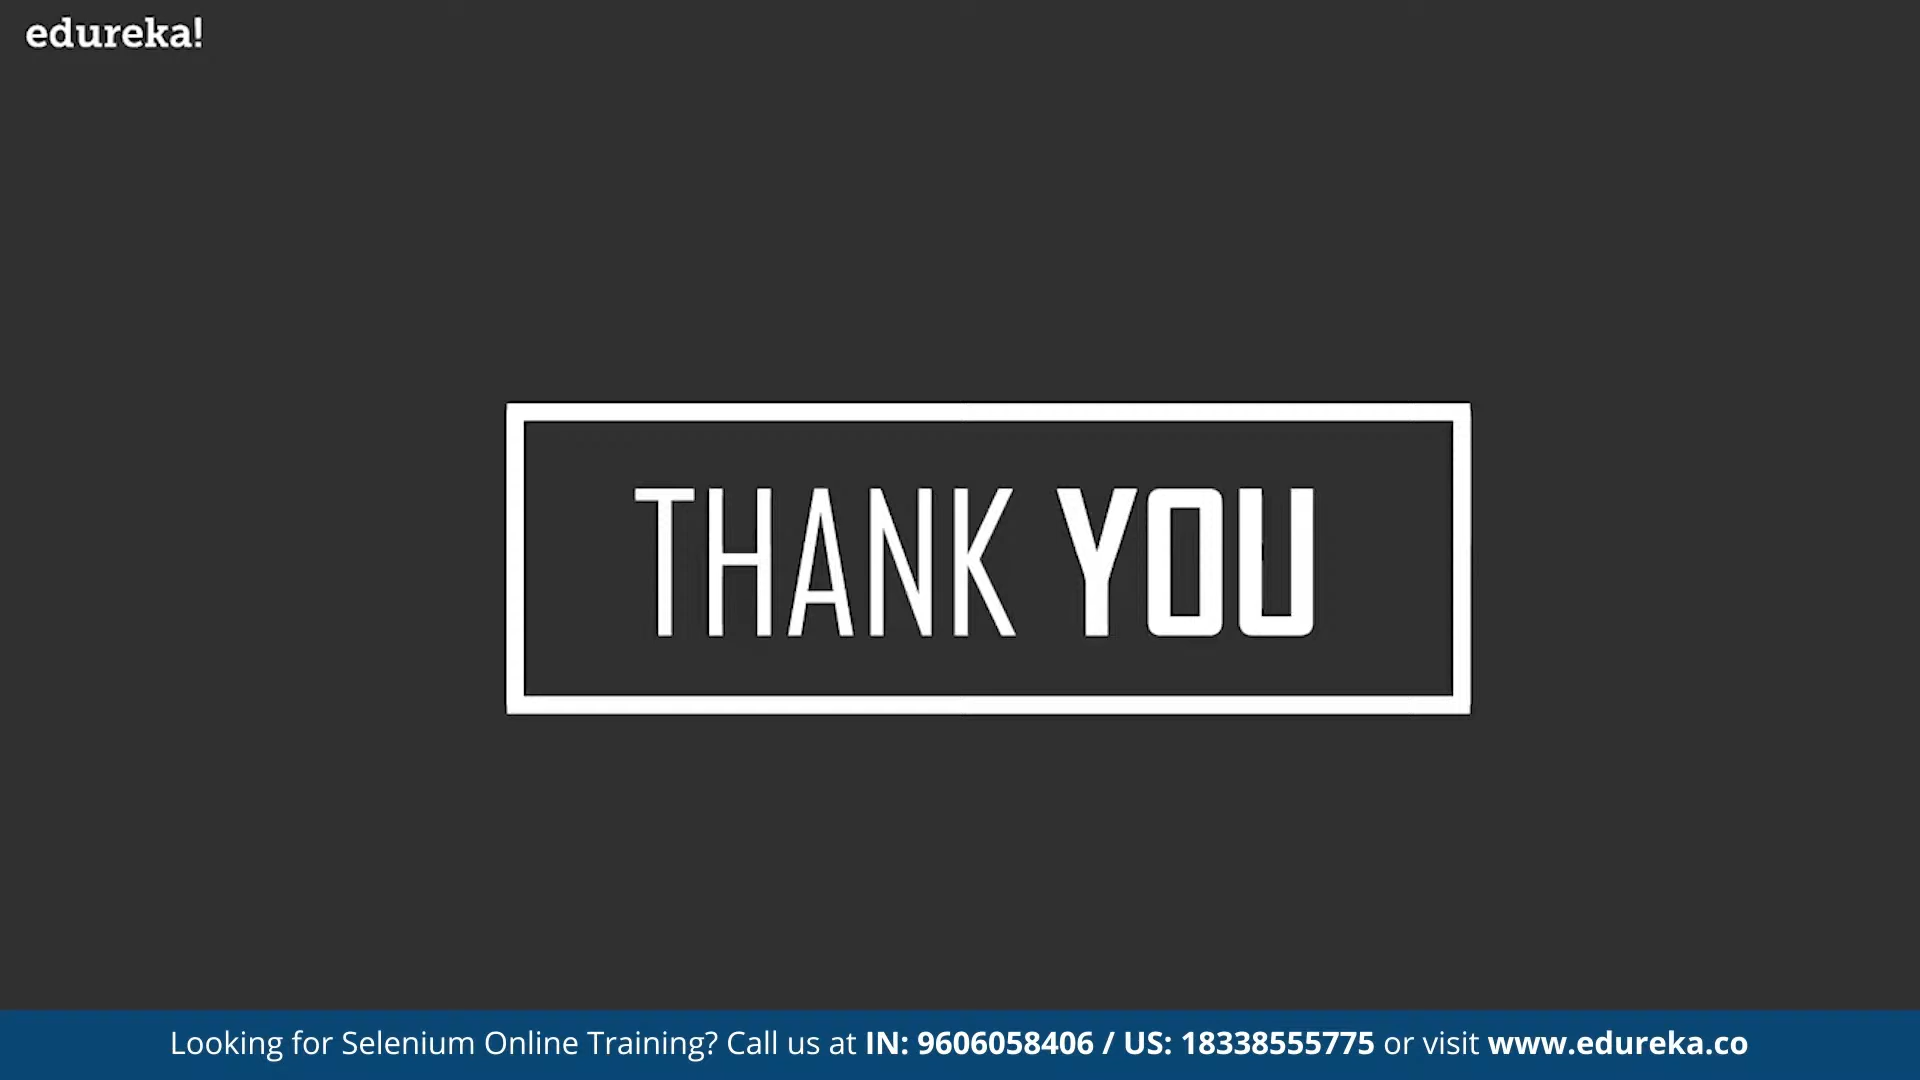 edureka!
THANK YOU
Looking for Selenium Online Training? Call us at IN: 9606058406 / US: 18338555775 or visit www.edureka.co